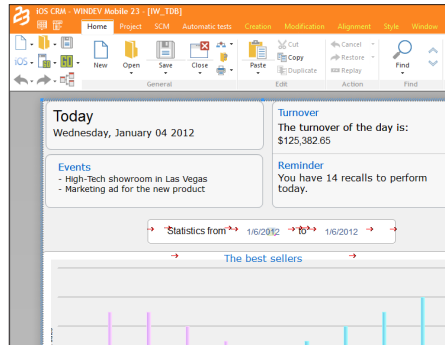 iOS CRM - WINDEV Mobile 23 - [IW_TDB]
Home Project SCM Automatic tests Creation Modification Alignment Style Window
iOS New Open Save Close Paste Cut Copy Duplicate Cancel Restore Replay Find
General Edit Action Find
Today
Wednesday, January 04 2012
Turnover
The turnover of the day is:
$125,382.65
Events
- High-Tech showroom in Las Vegas
- Marketing ad for the new product
Reminder
You have 14 recalls to perform
today.
Statistics from 1/6/2012 to 1/6/2012
The best sellers